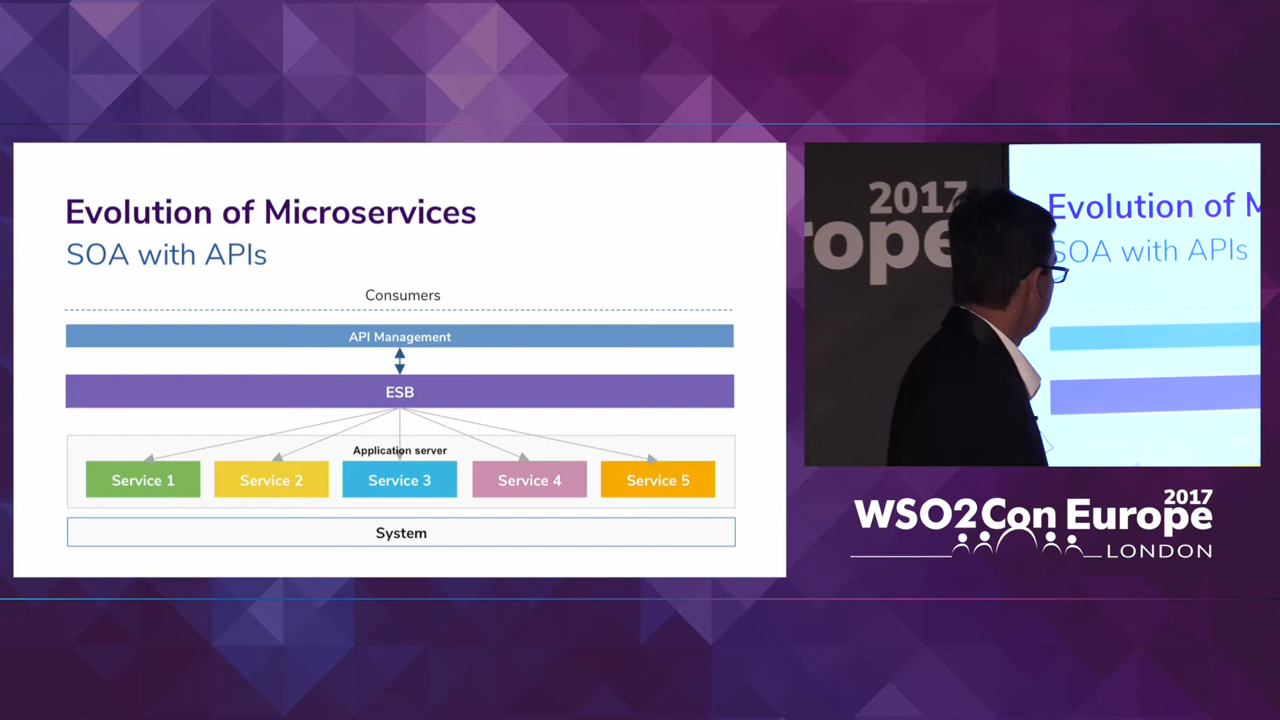 Evolution of Microservices
SOA with APIs
Consumers
API Management
ESB
Application server
Service 1
Service 2
Service 3
Service 4
Service 5
System
2017
rope
Evolution of M
SOA with APIs
2017
WSO2Con Europe
LONDON